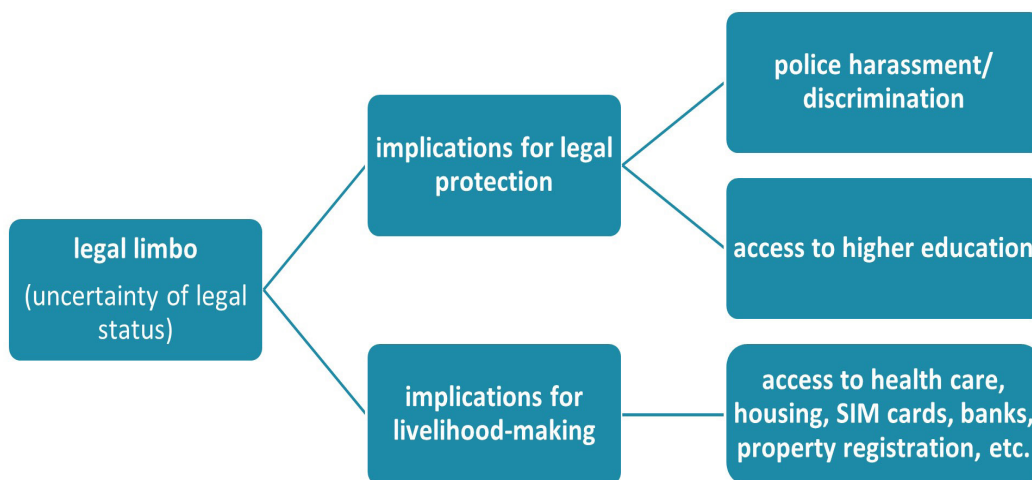 legal limbo
(uncertainty of legal
status)
implications for legal
protection
police harassment/
discrimination
access to higher education
implications for
livelihood-making
access to health care,
housing, SIM cards, banks,
property registration, etc.